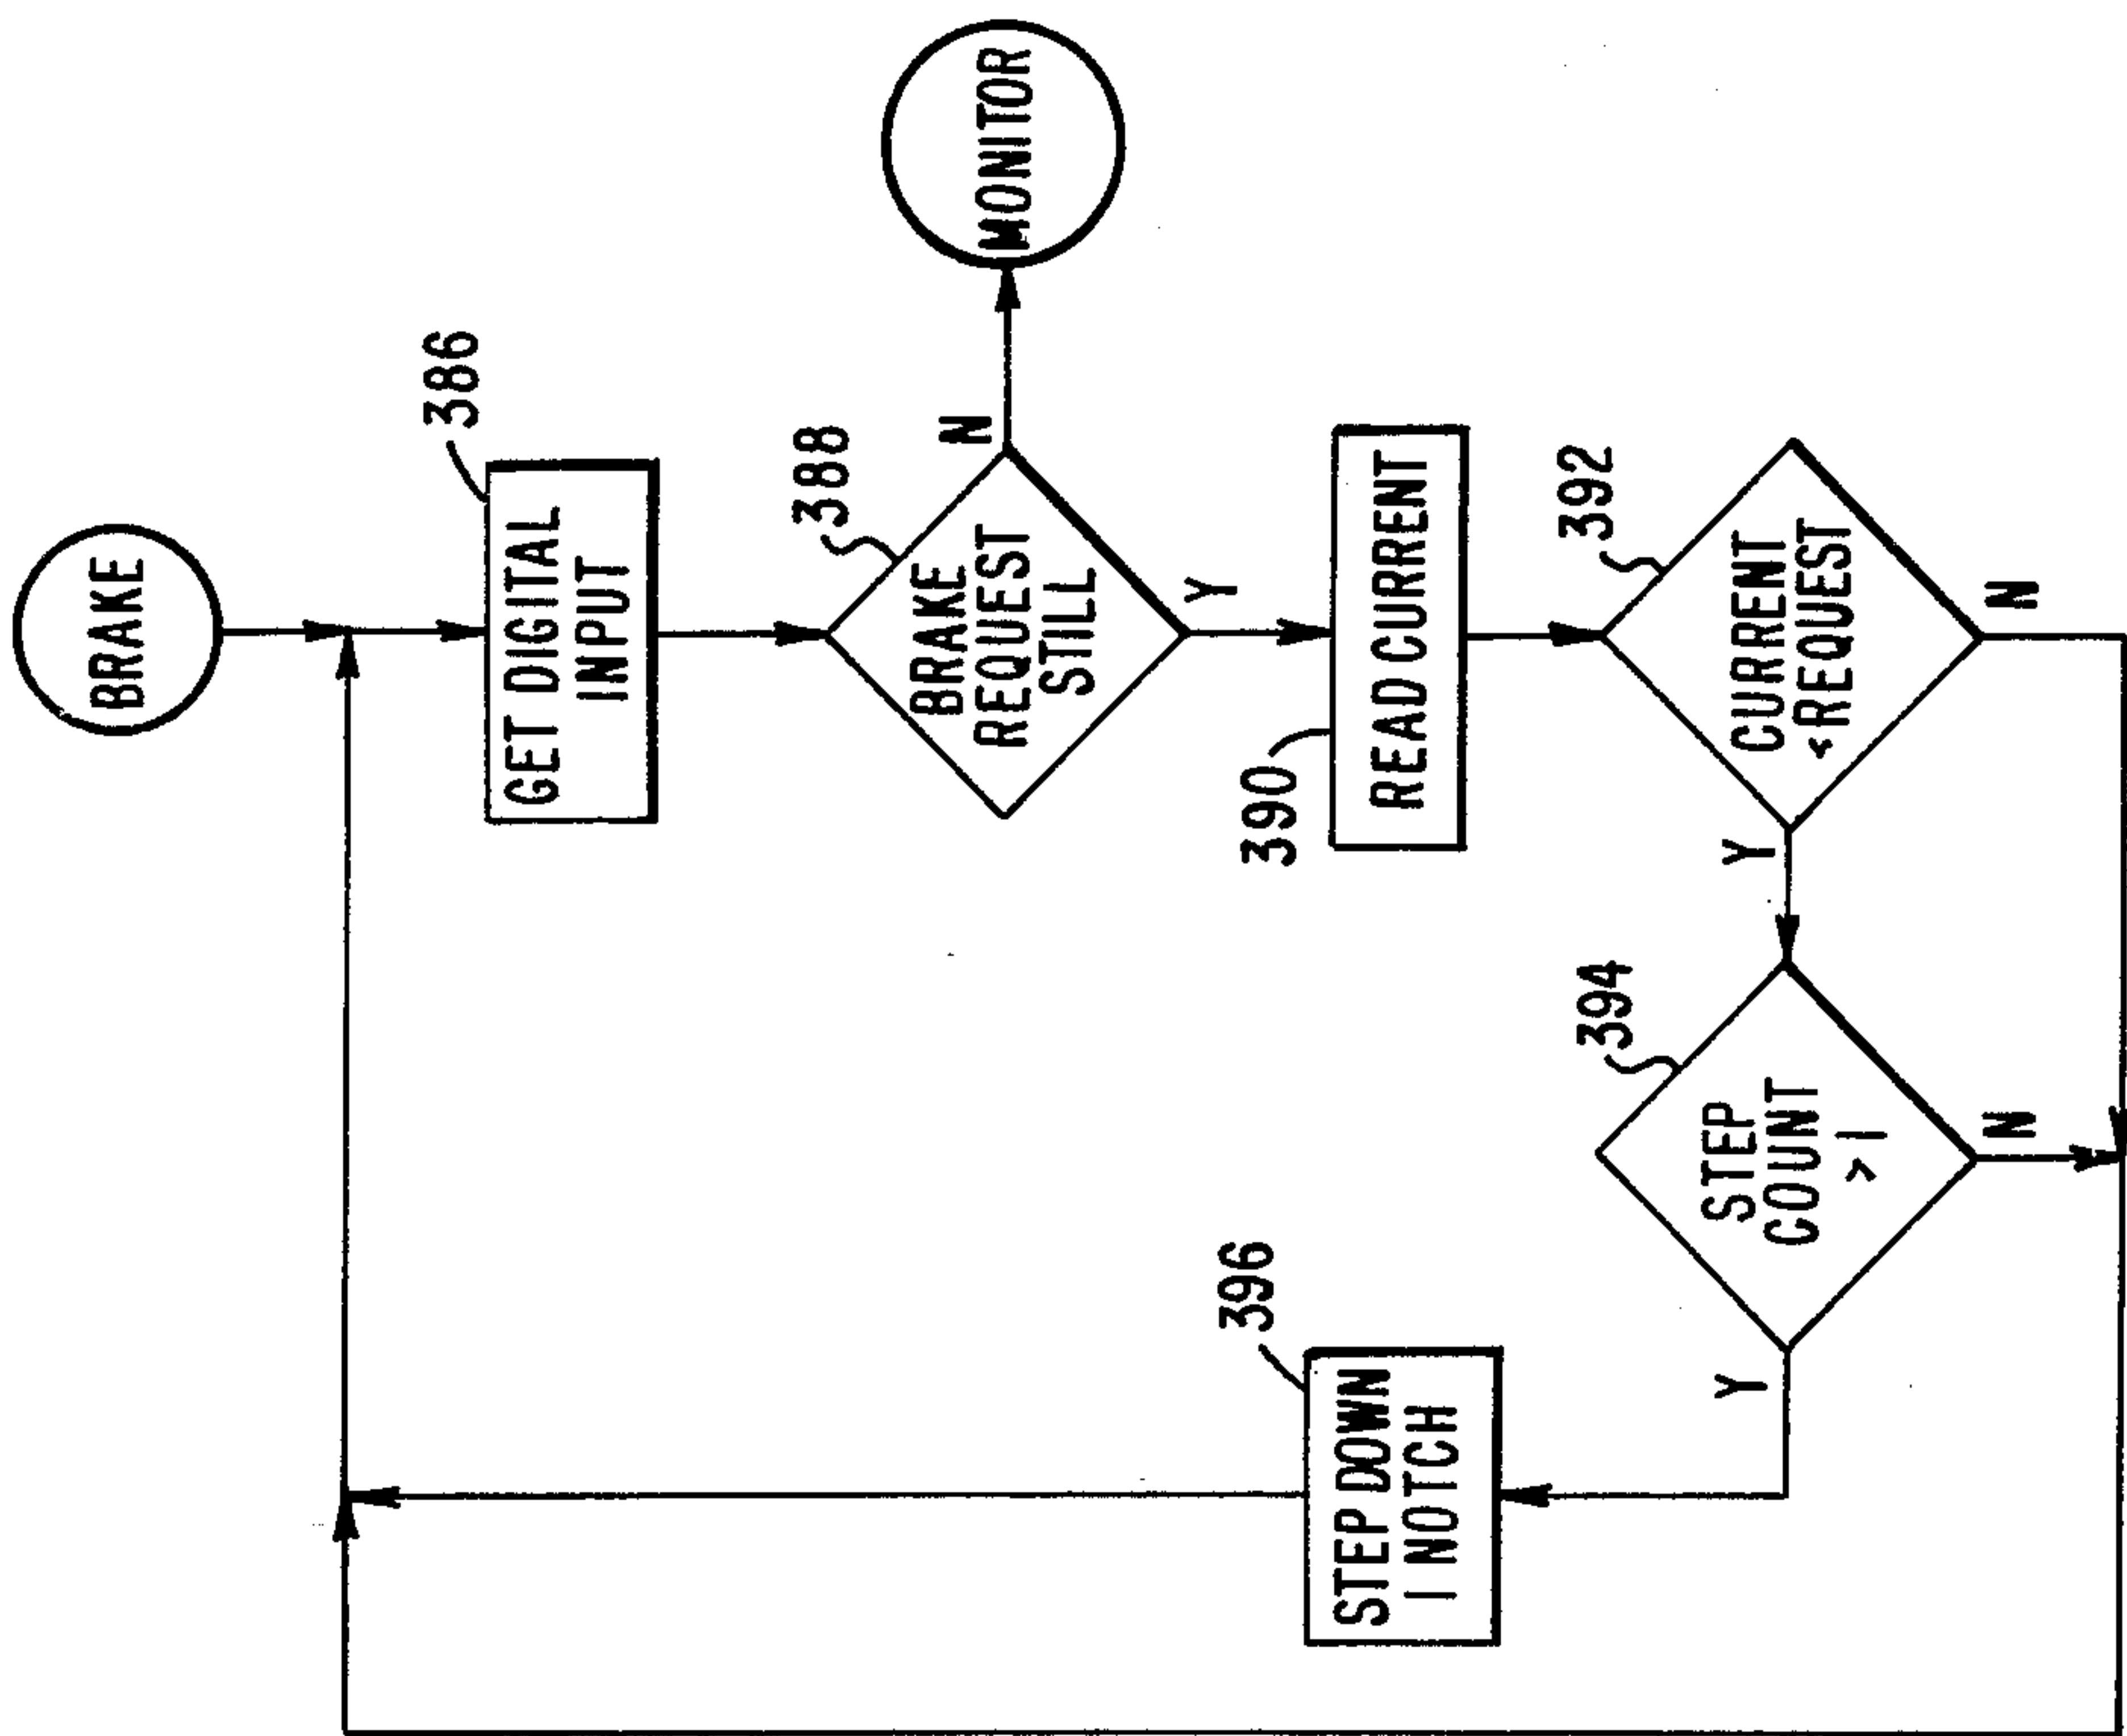 BRAKE
386
GET DIGITAL
INPUT
388
BRAKE
REQUEST
STILL
N
MONITOR
Y
390
READ CURRENT
392
CURRENT
<REQUEST
N
Y
394
STEP
COUNT
> 1
N
Y
396
STEP DOWN
1 NOTCH